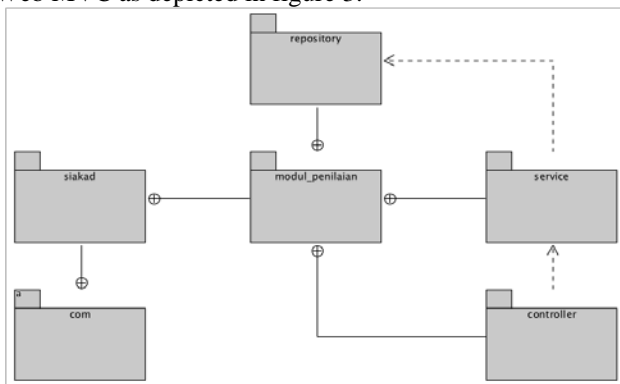 Web MVC as depicted in figure 3.
repository
siakad
modul_penilaian
service
a
com
controller